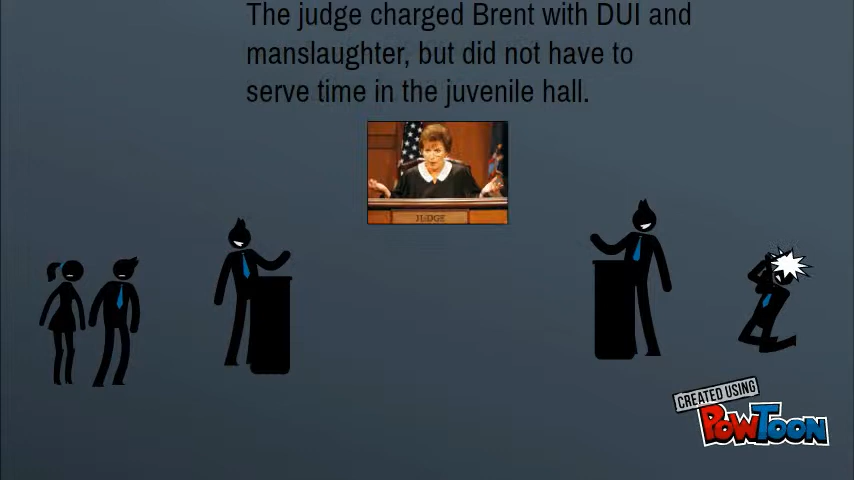 The judge charged Brent with DUI and
manslaughter, but did not have to
serve time in the juvenile hall.
JUDGE
CREATED USING
POWTOON